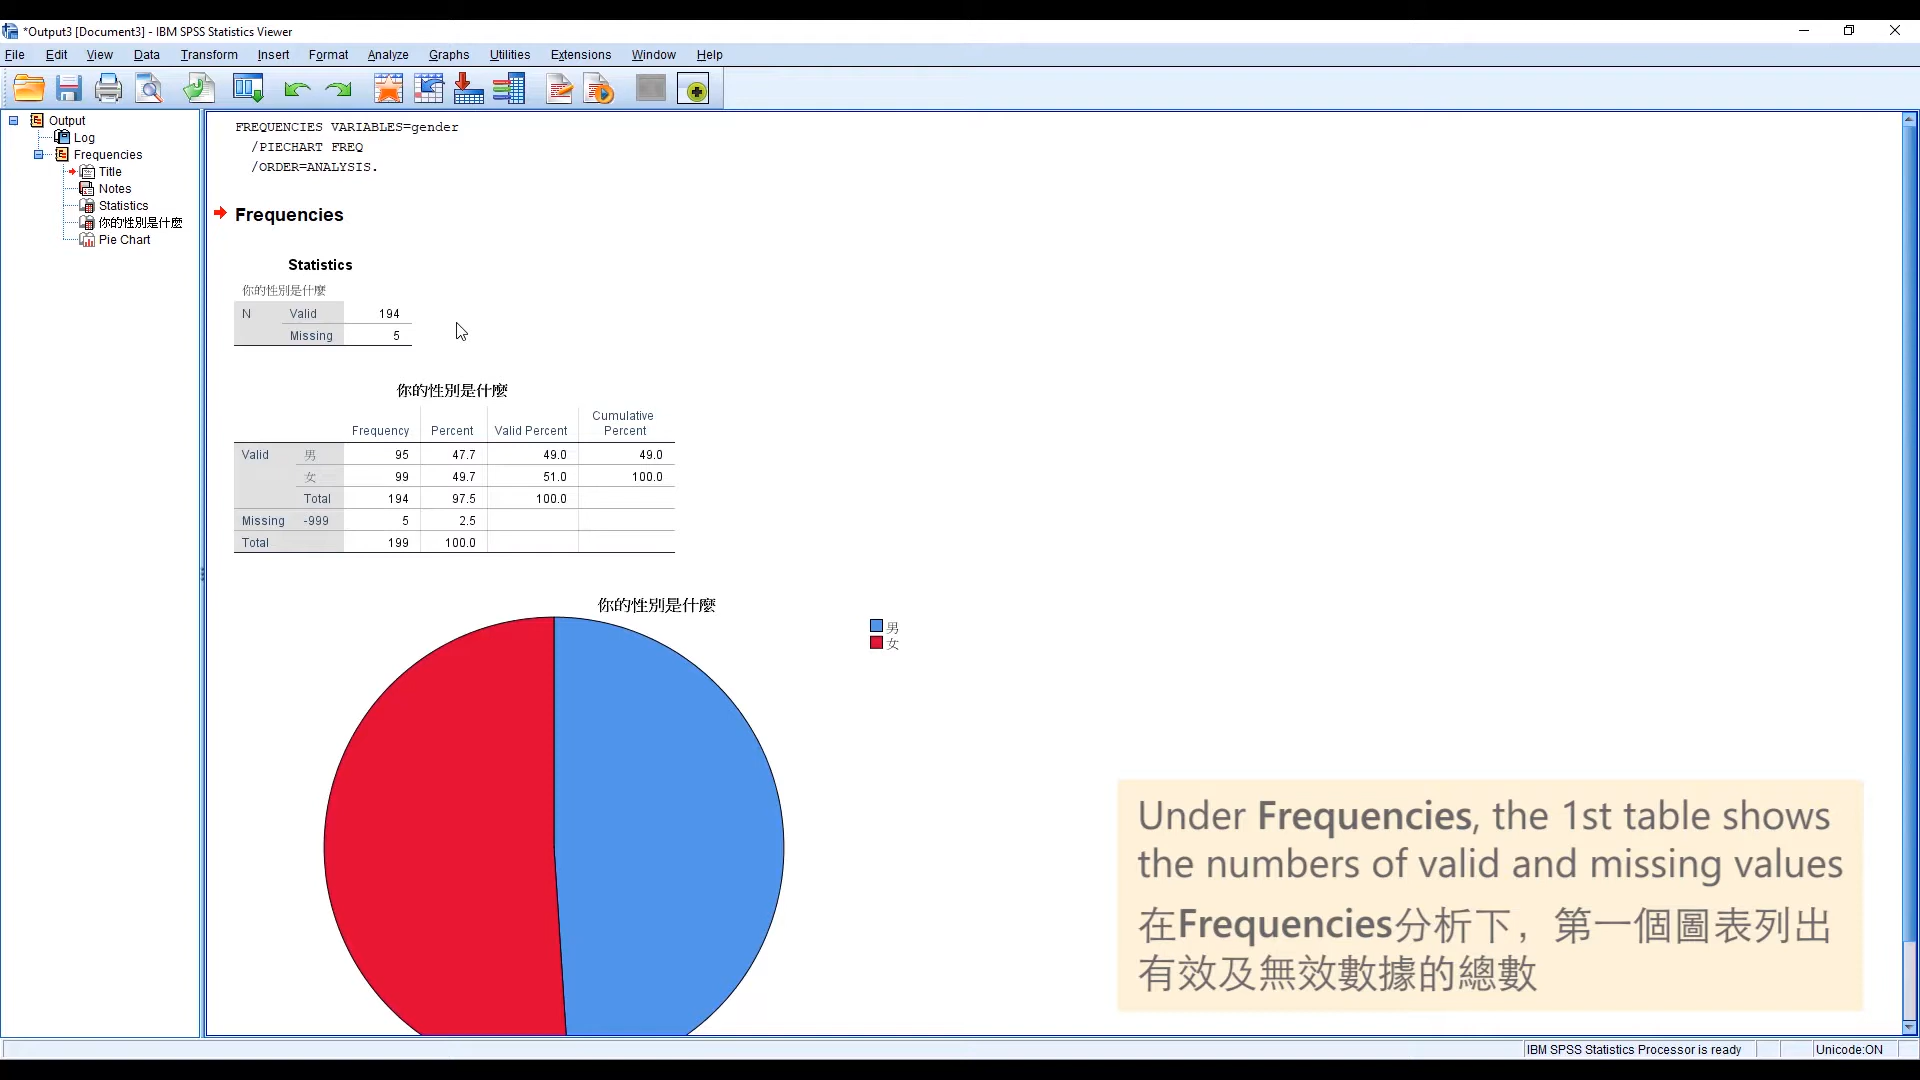 *Output3 [Document3] - IBM SPSS Statistics Viewer
File Edit View Data Transform Insert Format Analyze Graphs Utilities Extensions Window Help
Output
Log
Frequencies
Title
Notes
Statistics
你的性別是什麼
Pie Chart
FREQUENCIES VARIABLES=gender
/PIECHART FREQ
/ORDER=ANALYSIS.
Frequencies
Statistics
你的性別是什麼
N Valid 194
Missing 5
你的性別是什麼
Frequency Percent Valid Percent Cumulative Percent
Valid 男 95 47.7 49.0 49.0
女 99 49.7 51.0 100.0
Total 194 97.5 100.0
Missing -999 5 2.5
Total 199 100.0
你的性別是什麼
男
女
Under Frequencies, the 1st table shows
the numbers of valid and missing values
在Frequencies分析下，第一個圖表列出
有效及無效數據的總數
IBM SPSS Statistics Processor is ready Unicode:ON